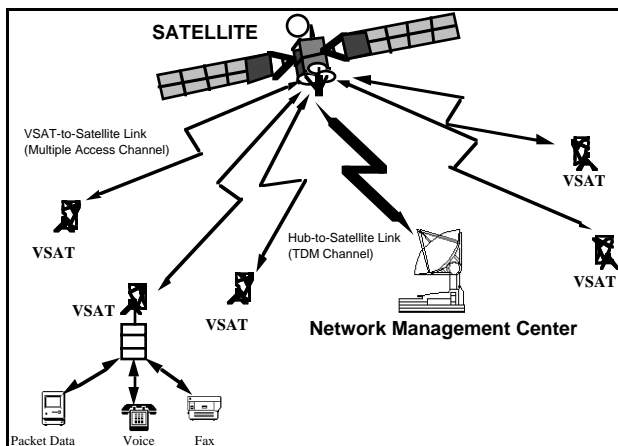 SATELLITE
VSAT-to-Satellite Link
(Multiple Access Channel)
VSAT
VSAT
Hub-to-Satellite Link
(TDM Channel)
VSAT
VSAT
VSAT
Network Management Center
Packet Data
Voice
Fax